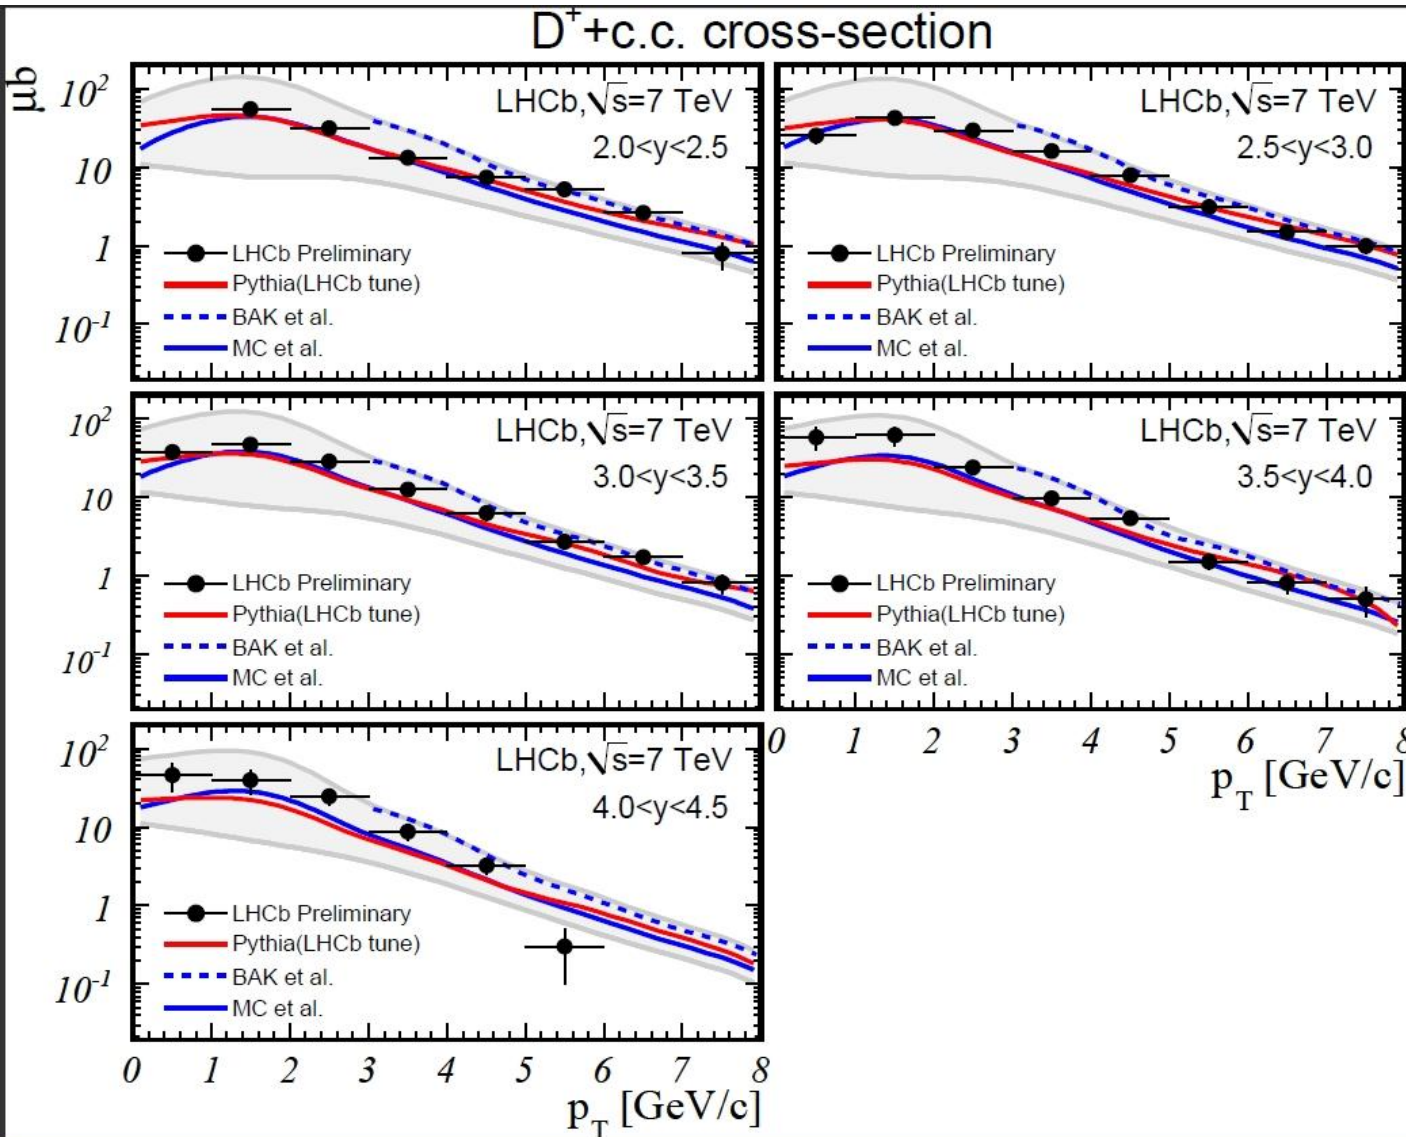 D⁺+c.c. cross-section
μb
10²
10
1
10⁻¹
LHCb,√s=7 TeV
2.0<y<2.5
LHCb Preliminary
Pythia(LHCb tune)
BAK et al.
MC et al.
LHCb,√s=7 TeV
2.5<y<3.0
LHCb Preliminary
Pythia(LHCb tune)
BAK et al.
MC et al.
10²
10
1
10⁻¹
LHCb,√s=7 TeV
3.0<y<3.5
LHCb Preliminary
Pythia(LHCb tune)
BAK et al.
MC et al.
LHCb,√s=7 TeV
3.5<y<4.0
LHCb Preliminary
Pythia(LHCb tune)
BAK et al.
MC et al.
0 1 2 3 4 5 6 7 8
p_T [GeV/c]
10²
10
1
10⁻¹
LHCb,√s=7 TeV
4.0<y<4.5
LHCb Preliminary
Pythia(LHCb tune)
BAK et al.
MC et al.
0 1 2 3 4 5 6 7 8
p_T [GeV/c]